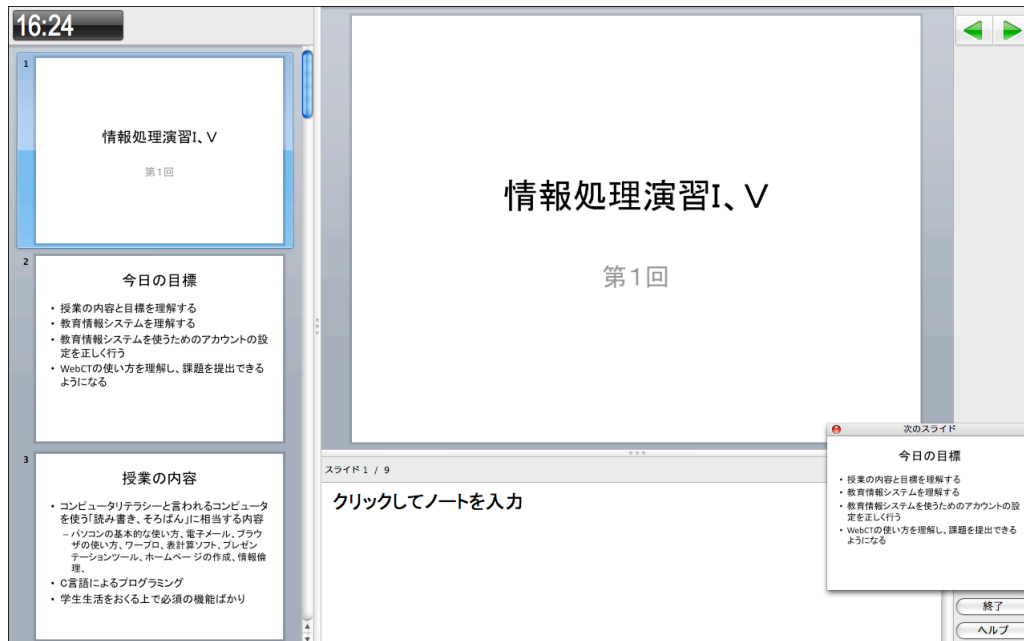 16:24
1
情報処理演習I、V
第1回
2
今日の目標
• 授業の内容と目標を理解する
• 教育情報システムを理解する
• 教育情報システムを使うためのアカウントの設
定を正しく行う
• WebCTの使い方を理解し、課題を提出できる
ようになる
3
授業の内容
• コンピュータリテラシーと言われるコンピュータ
を使う「読み書き、そろばん」に相当する内容
– パソコンの基本的な使い方、電子メール、ブラウ
ザの使い方、ワープロ、表計算ソフト、プレゼン
テーションツール、ホームページの作成、情報倫
理、
• C言語によるプログラミング
• 学生生活をおくる上で必須の機能ばかり
情報処理演習I、V
第1回
スライド 1 / 9
クリックしてノートを入力
次のスライド
今日の目標
• 授業の内容と目標を理解する
• 教育情報システムを理解する
• 教育情報システムを使うためのアカウントの設
定を正しく行う
• WebCTの使い方を理解し、課題を提出できる
ようになる
終了
ヘルプ